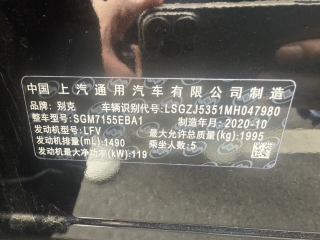 中国 上汽通用汽车有限公司制造
品牌: 别克 车辆识别代号: LSGZJ5351MH047980
整车型号: SGM7155EBA1 制造年月: 2020-10
发动机型号: LFV 最大允许总质量(kg): 1995
发动机排量(mL): 1490 乘坐人数: 5
发动机最大净功率(kW): 119